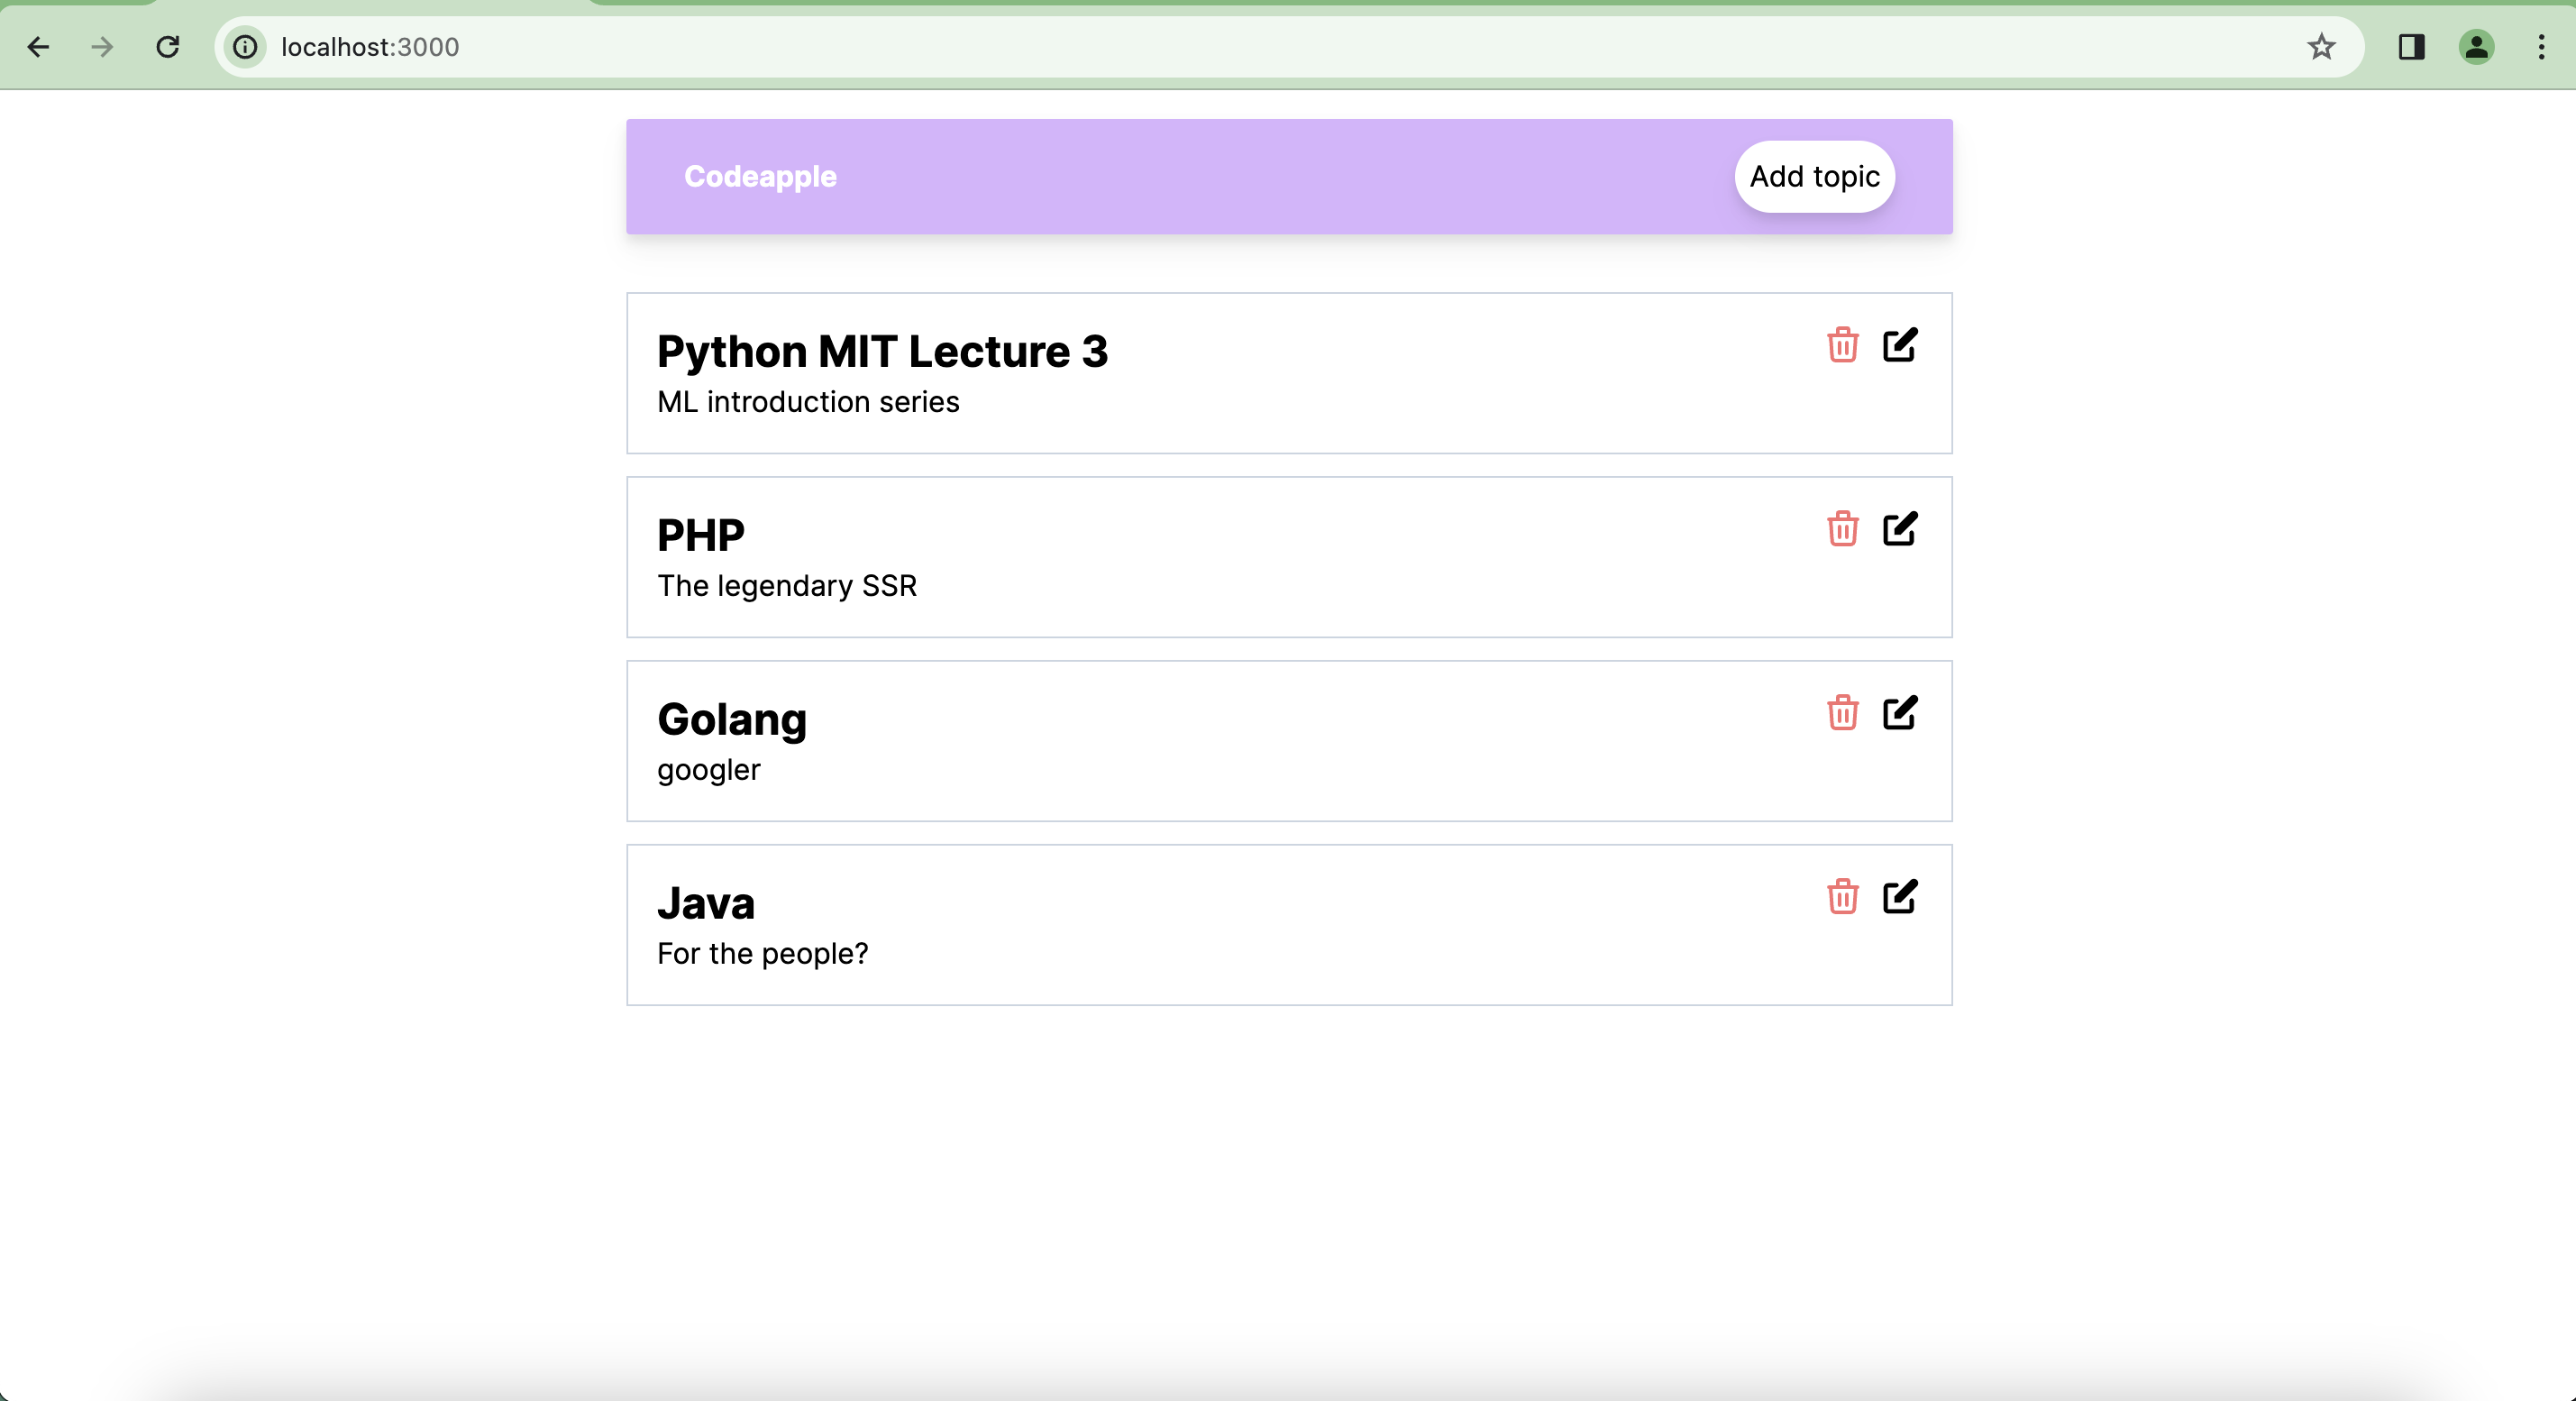 localhost:3000
Codeapple
Add topic
Python MIT Lecture 3
ML introduction series
PHP
The legendary SSR
Golang
googler
Java
For the people?